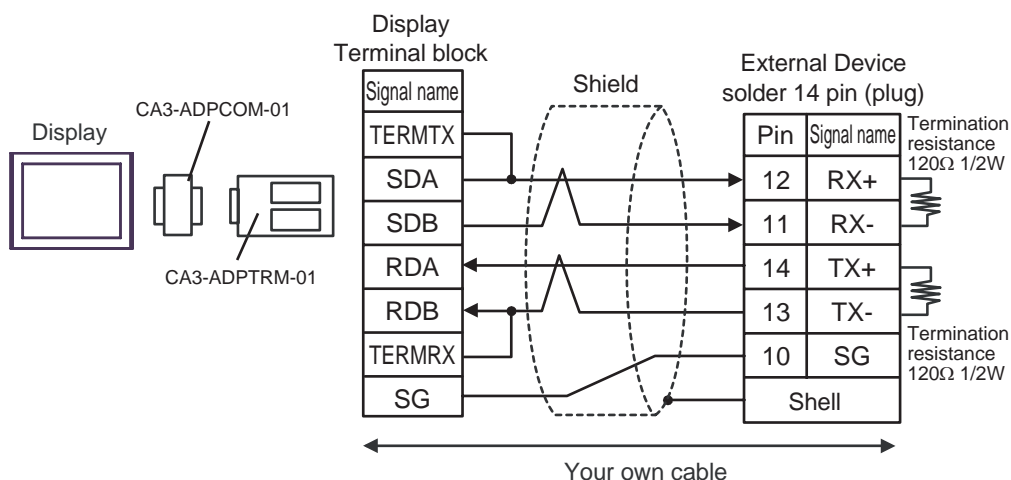 Display
Terminal block
Shield
External Device
solder 14 pin (plug)
CA3-ADPCOM-01
Display
CA3-ADPTRM-01
Signal name
TERMTX
SDA
SDB
RDA
RDB
TERMRX
SG
Pin Signal name
12 RX+
11 RX-
14 TX+
13 TX-
10 SG
Shell
Termination
resistance
120Ω 1/2W
Termination
resistance
120Ω 1/2W
Your own cable